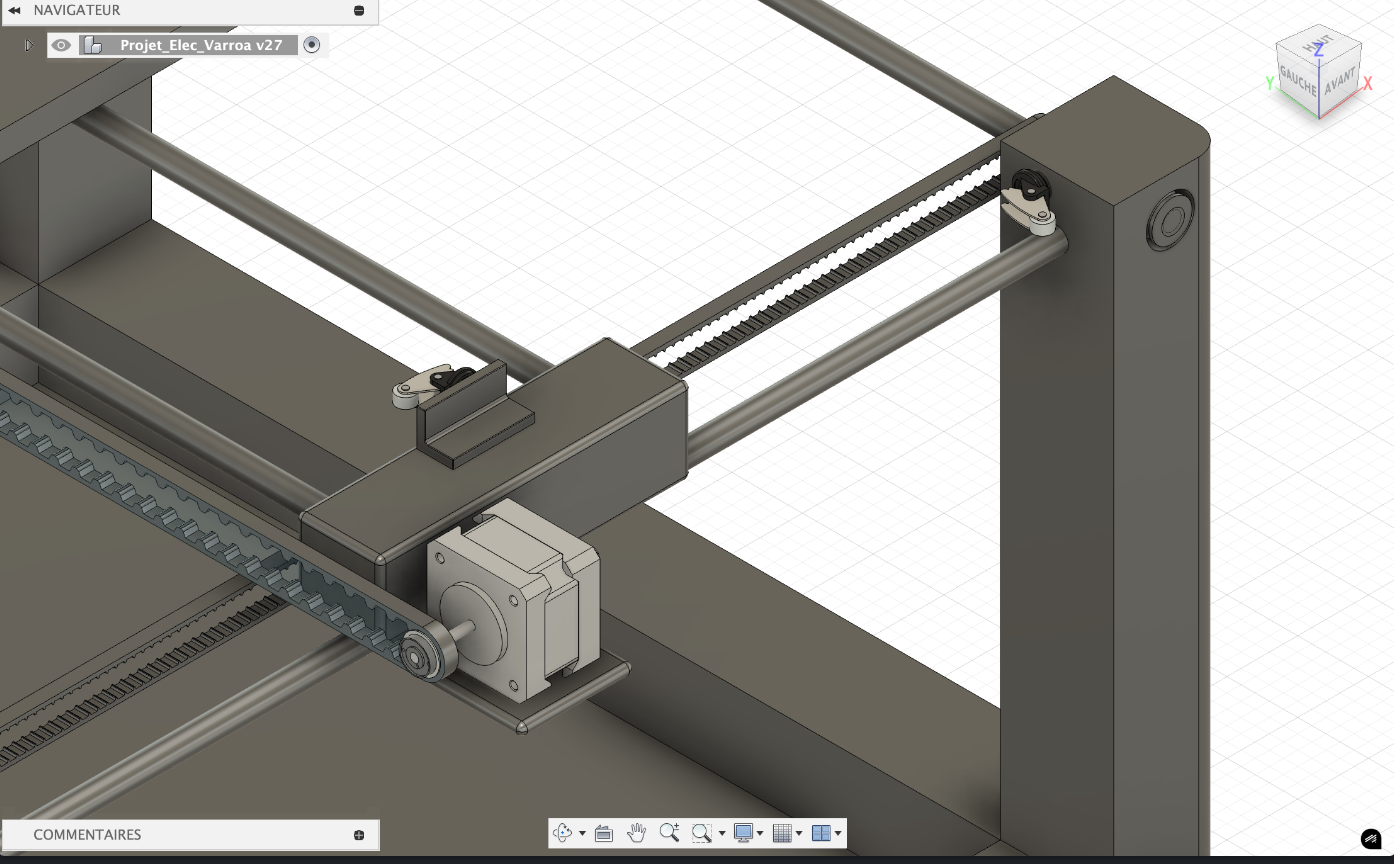 NAVIGATEUR
Projet_Elec_Varroa v27
HAUT
Z
GAUCHE
AVANT
Y
X
COMMENTAIRES